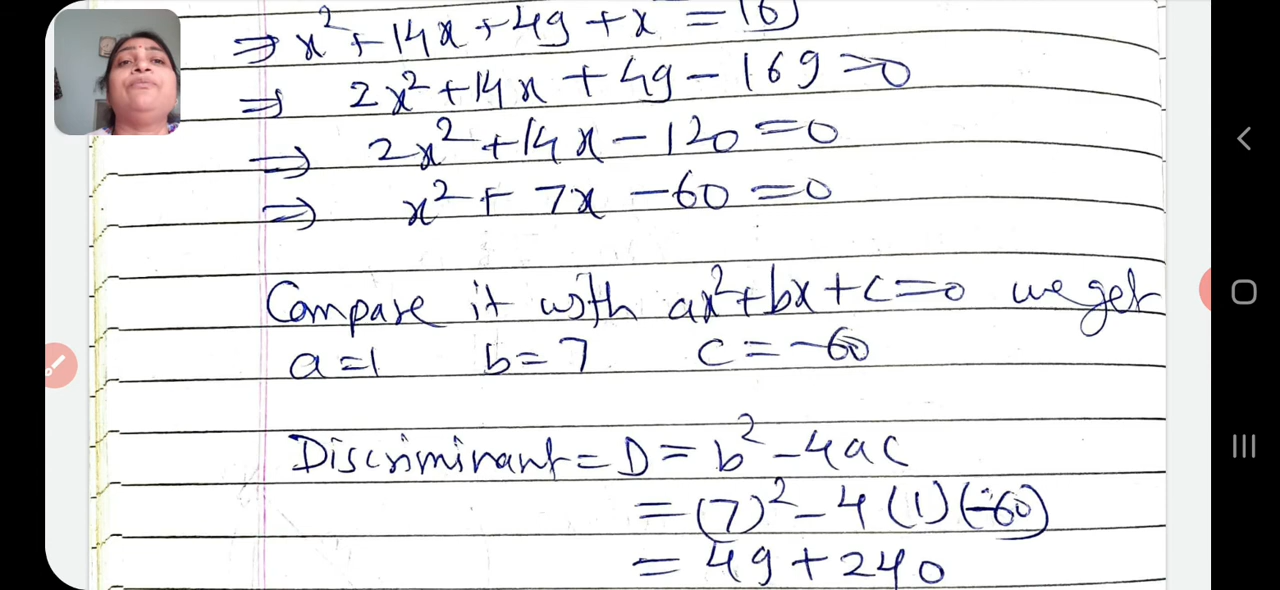 ⇒ x² + 14x + 49 + x² = 169
⇒ 2x² + 14x + 49 - 169 = 0
⇒ 2x² + 14x - 120 = 0
⇒ x² + 7x - 60 = 0
Compare it with ax² + bx + c = 0 we get
a = 1 b = 7 c = -60
Discriminant = D = b² - 4ac
= (7)² - 4 (1) (-60)
= 49 + 240